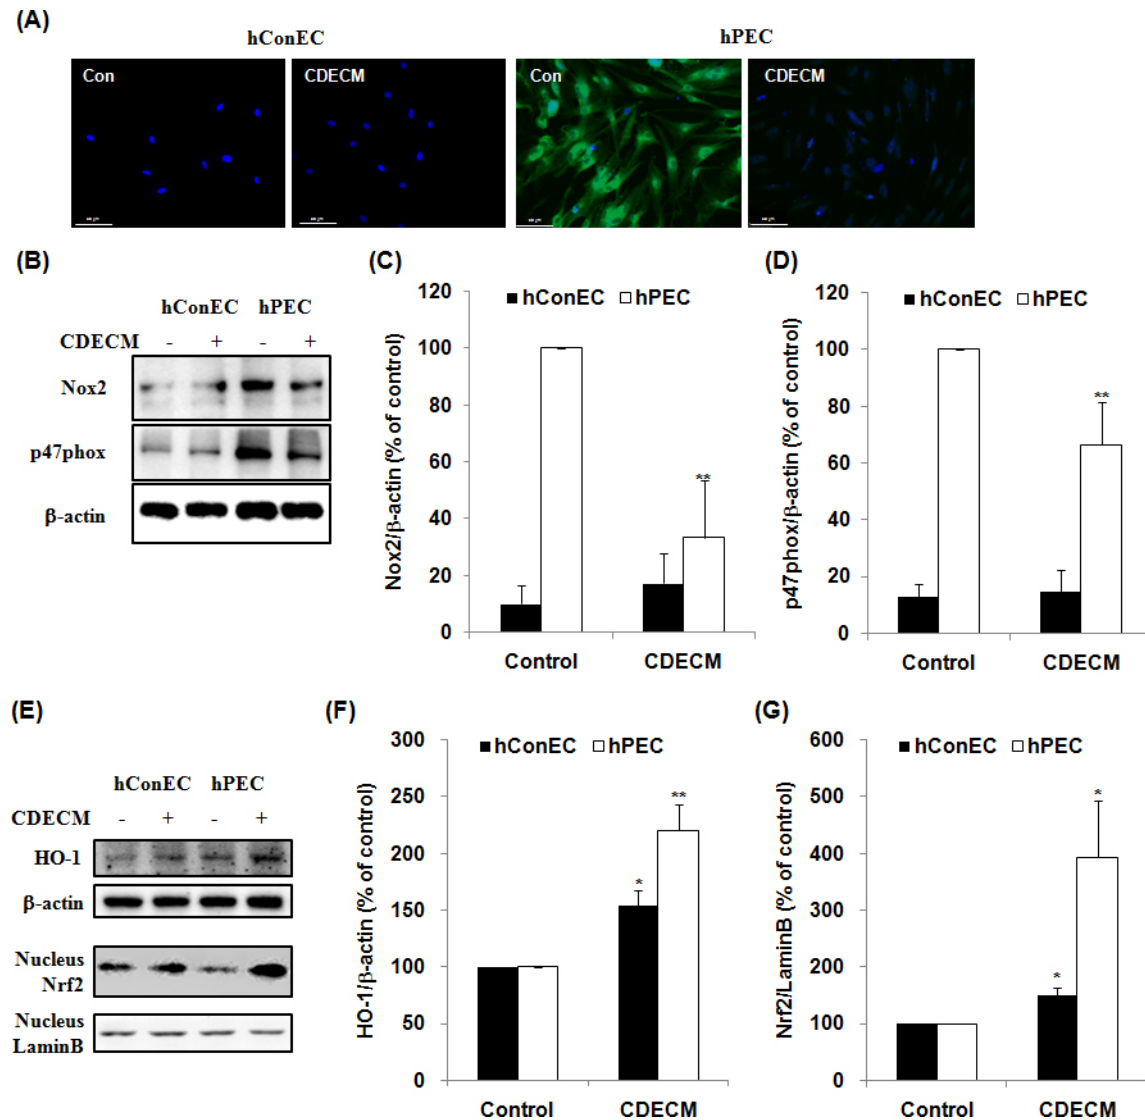 (A)
hConEC hPEC
Con CDECM Con CDECM
(B)
hConEC hPEC
CDECM - + - +
Nox2
p47phox
β-actin
(C)
Nox2/β-actin (% of control)
120
100
80
60
40
20
0
hConEC hPEC
**
Control CDECM
(D)
p47phox/β-actin (% of control)
120
100
80
60
40
20
0
hConEC hPEC
**
Control CDECM
(E)
hConEC hPEC
CDECM - + - +
HO-1
β-actin
Nucleus
Nrf2
Nucleus
LaminB
(F)
HO-1/β-actin (% of control)
300
250
200
150
100
50
0
hConEC hPEC
**
*
Control CDECM
(G)
Nrf2/LaminB (% of control)
600
500
400
300
200
100
0
hConEC hPEC
*
*
Control CDECM